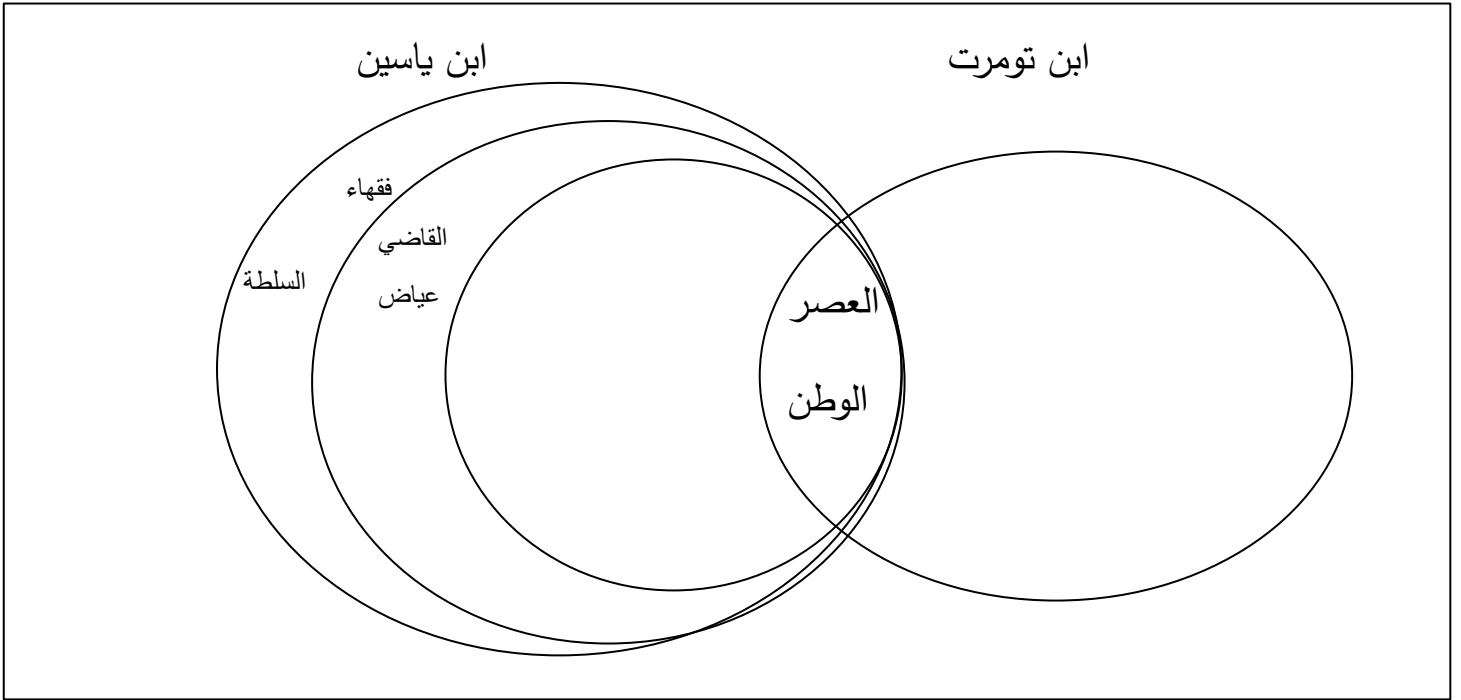 ابن تومرت
ابن ياسين
فقهاء
القاضي
عياض
السلطة
العصر
الوطن